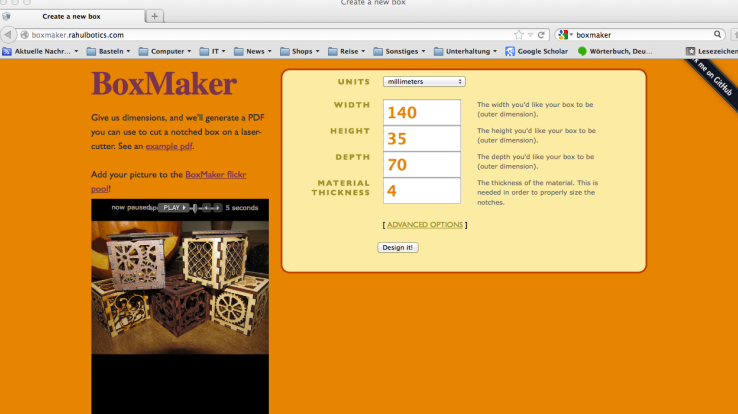 Create a new box
Create a new box
boxmaker.rahulbotics.com
boxmaker
Aktuelle Nachr... Basteln Computer IT News Shops Reise Sonstiges Unterhaltung Google Scholar Wörterbuch, Deu... Lesezeichen
me on GitHub
BoxMaker
Give us dimensions, and we'll generate a PDF
you can use to cut a notched box on a laser-
cutter. See an example pdf.
Add your picture to the BoxMaker flickr
pool!
now paused PLAY 5 seconds
UNITS millimeters
WIDTH 140 The width you'd like your box to be
(outer dimension).
HEIGHT 35 The height you'd like your box to be
(outer dimension).
DEPTH 70 The depth you'd like your box to be
(outer dimension).
MATERIAL
THICKNESS 4 The thickness of the material. This is
needed in order to properly size the
notches.
[ ADVANCED OPTIONS ]
Design it!